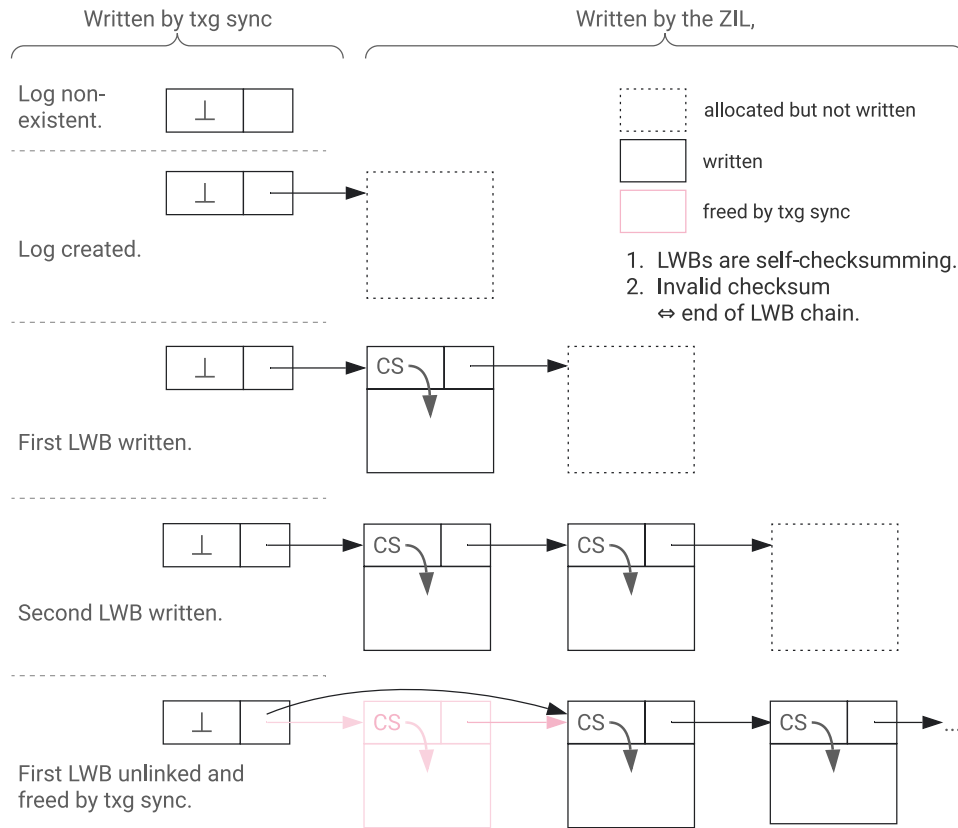 Written by txg sync
Written by the ZIL,
Log non-
existent.
⊥
allocated but not written
written
freed by txg sync
⊥
Log created.
1. LWBs are self-checksumming.
2. Invalid checksum
⇔ end of LWB chain.
⊥
CS
First LWB written.
⊥
CS
CS
Second LWB written.
⊥
CS
CS
CS
...
First LWB unlinked and
freed by txg sync.